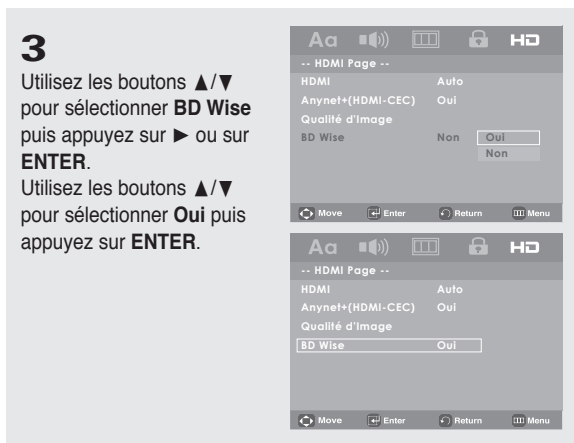 3
Utilisez les boutons ▲/▼
pour sélectionner BD Wise
puis appuyez sur ► ou sur
ENTER.
Utilisez les boutons ▲/▼
pour sélectionner Oui puis
appuyez sur ENTER.
Aa HD
-- HDMI Page --
HDMI Auto
Anynet+(HDMI-CEC) Oui
Qualité d'Image
BD Wise Non Oui
Non
Move Enter Return Menu
Aa HD
-- HDMI Page --
HDMI Auto
Anynet+(HDMI-CEC) Oui
Qualité d'Image
BD Wise Oui
Move Enter Return Menu